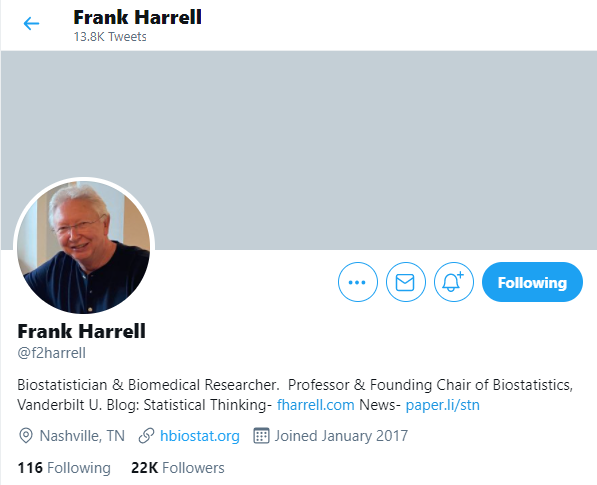 Frank Harrell
13.8K Tweets
Following
Frank Harrell
@f2harrell
Biostatistician & Biomedical Researcher.  Professor & Founding Chair of Biostatistics,
Vanderbilt U. Blog: Statistical Thinking- fharrell.com News- paper.li/stn
Nashville, TN hbiostat.org Joined January 2017
116 Following 22K Followers